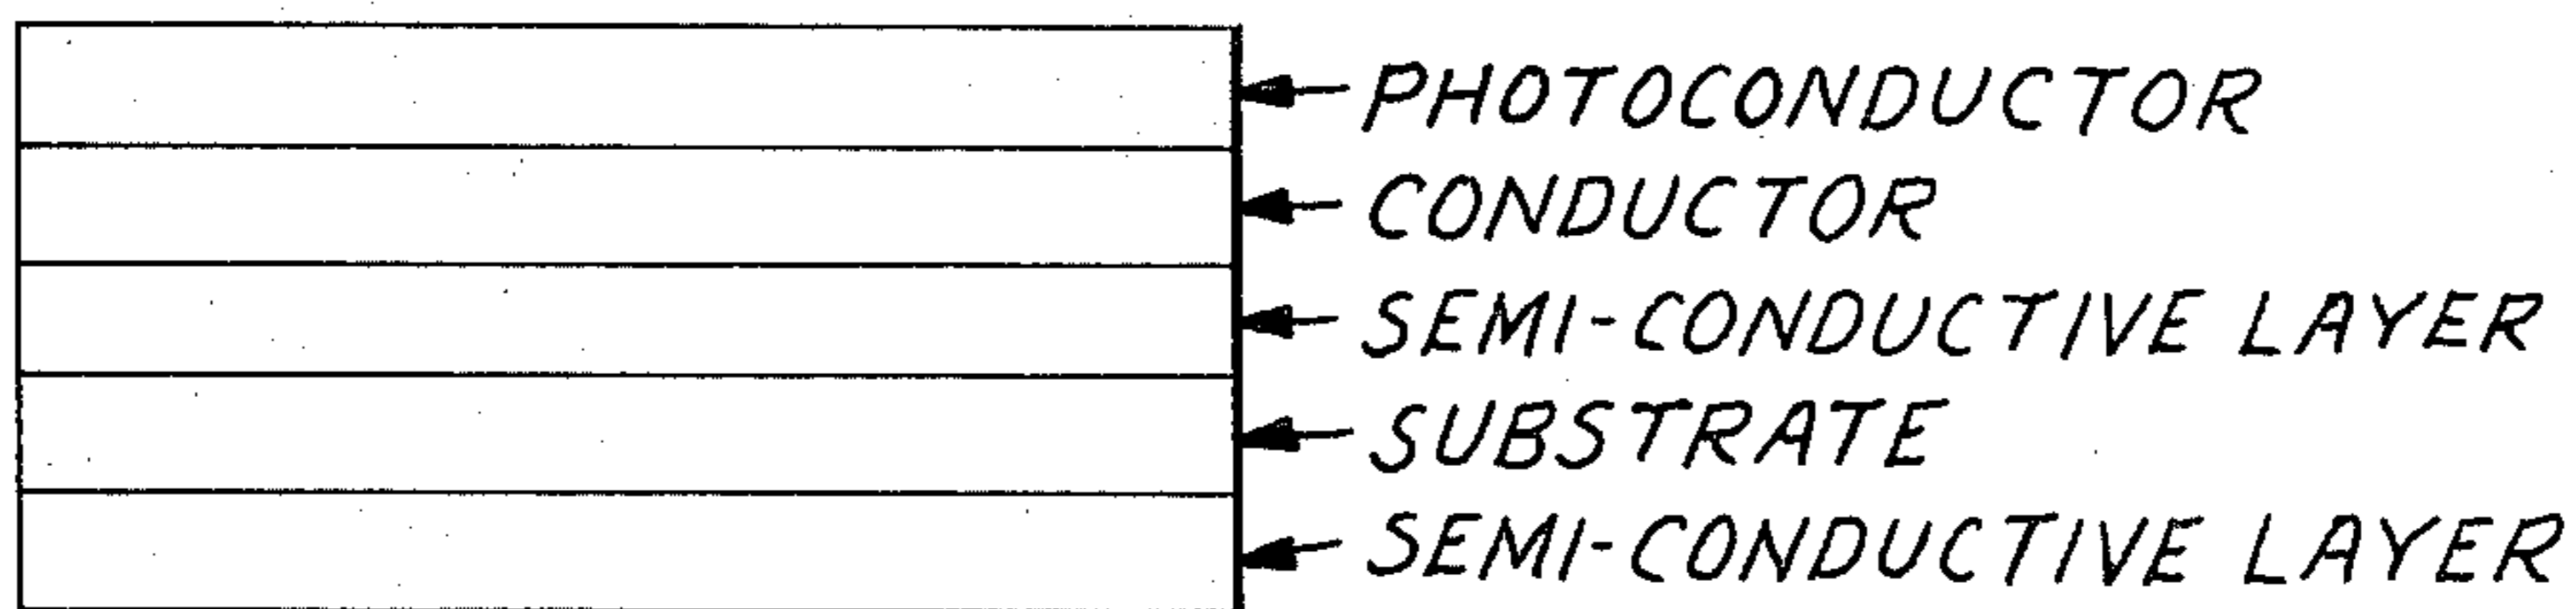 PHOTOCONDUCTOR
CONDUCTOR
SEMI-CONDUCTIVE LAYER
SUBSTRATE
SEMI-CONDUCTIVE LAYER